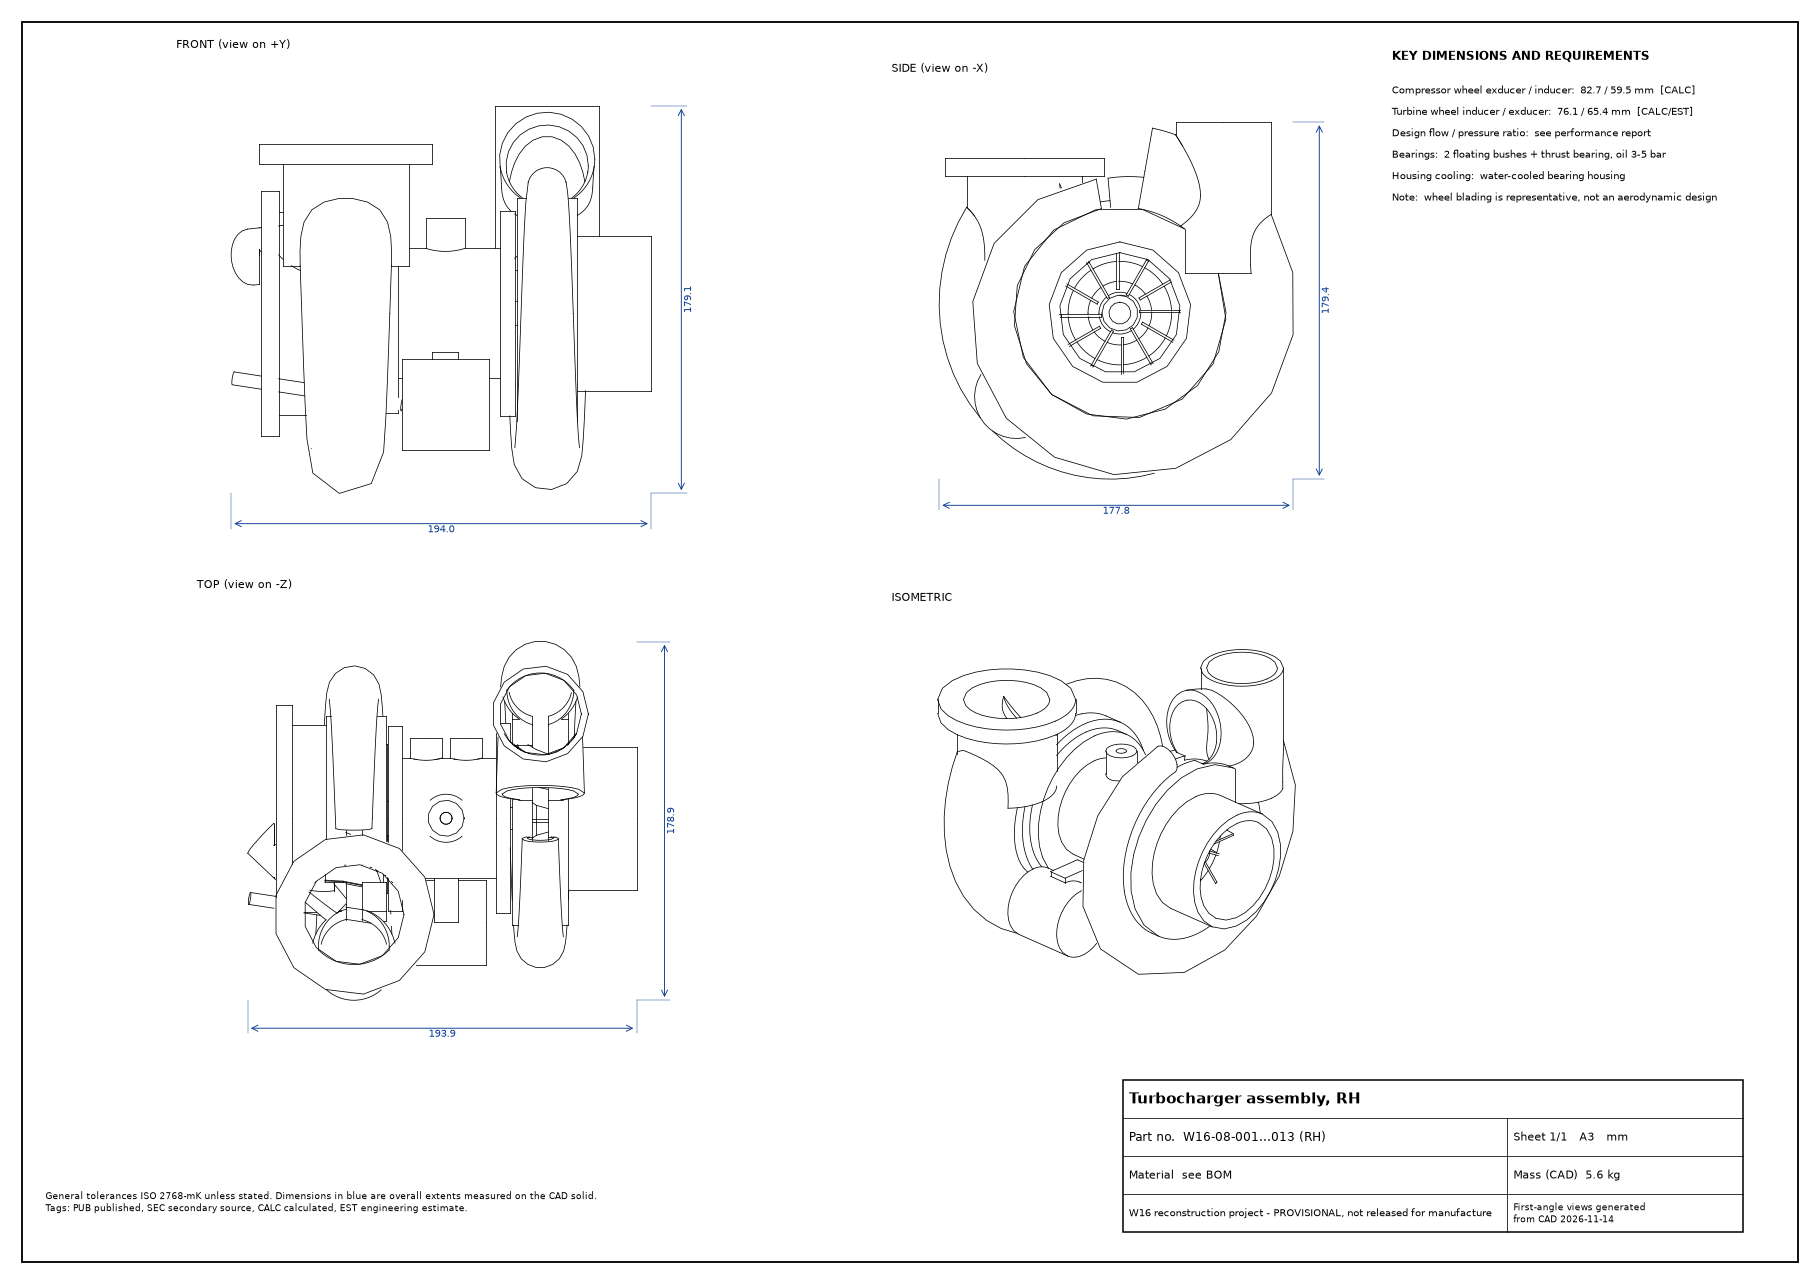 FRONT (view on +Y)
179.1
194.0
SIDE (view on -X)
179.4
177.8
KEY DIMENSIONS AND REQUIREMENTS
Compressor wheel exducer / inducer:  82.7 / 59.5 mm  [CALC]
Turbine wheel inducer / exducer:  76.1 / 65.4 mm  [CALC/EST]
Design flow / pressure ratio:  see performance report
Bearings:  2 floating bushes + thrust bearing, oil 3-5 bar
Housing cooling:  water-cooled bearing housing
Note:  wheel blading is representative, not an aerodynamic design
TOP (view on -Z)
178.9
193.9
ISOMETRIC
Turbocharger assembly, RH
Part no.  W16-08-001...013 (RH)
Sheet 1/1   A3   mm
Material  see BOM
Mass (CAD)  5.6 kg
W16 reconstruction project - PROVISIONAL, not released for manufacture
First-angle views generated
from CAD 2026-11-14
General tolerances ISO 2768-mK unless stated. Dimensions in blue are overall extents measured on the CAD solid.
Tags: PUB published, SEC secondary source, CALC calculated, EST engineering estimate.